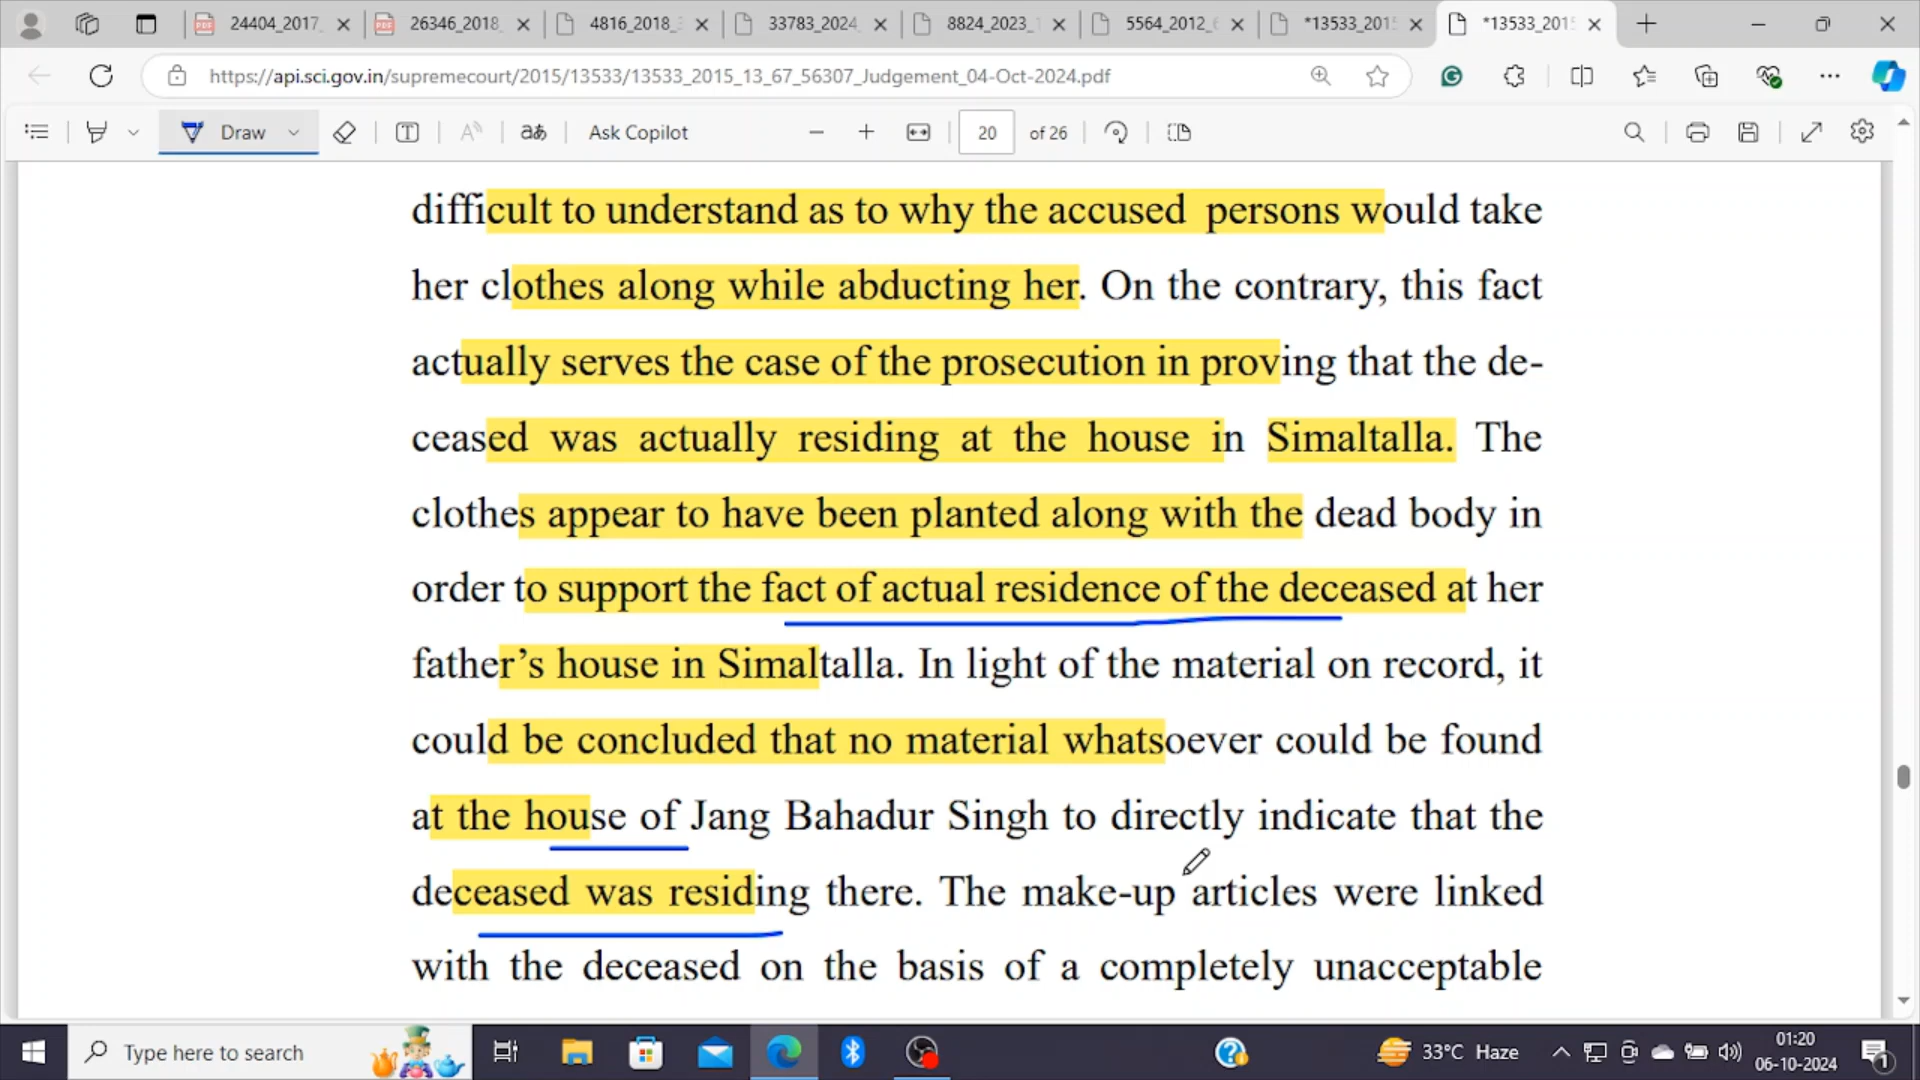 24404_2017_
26346_2018_
4816_2018_
33783_2024_
8824_2023_1
5564_2012_
*13533_201
*13533_201
https://api.sci.gov.in/supremecourt/2015/13533/13533_2015_13_67_56307_Judgement_04-Oct-2024.pdf
Draw
Ask Copilot
20
of 26
difficult to understand as to why the accused persons would take
her clothes along while abducting her. On the contrary, this fact
actually serves the case of the prosecution in proving that the de-
ceased was actually residing at the house in Simaltalla. The
clothes appear to have been planted along with the dead body in
order to support the fact of actual residence of the deceased at her
father’s house in Simaltalla. In light of the material on record, it
could be concluded that no material whatsoever could be found
at the house of Jang Bahadur Singh to directly indicate that the
deceased was residing there. The make-up articles were linked
with the deceased on the basis of a completely unacceptable
Type here to search
33°C Haze
01:20
06-10-2024
1